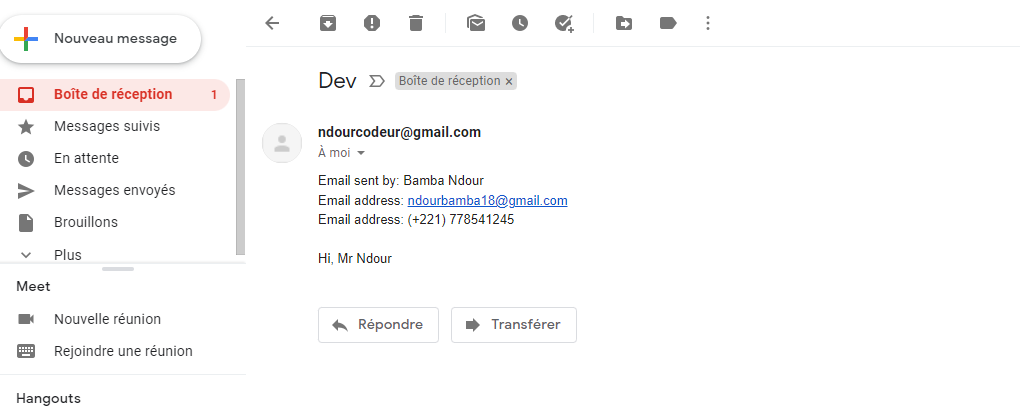 Nouveau message
Boîte de réception 1
Messages suivis
En attente
Messages envoyés
Brouillons
Plus
Meet
Nouvelle réunion
Rejoindre une réunion
Hangouts
Dev Boîte de réception ×
ndourcodeur@gmail.com
À moi
Email sent by: Bamba Ndour
Email address: ndourbamba18@gmail.com
Email address: (+221) 778541245
Hi, Mr Ndour
Répondre Transférer